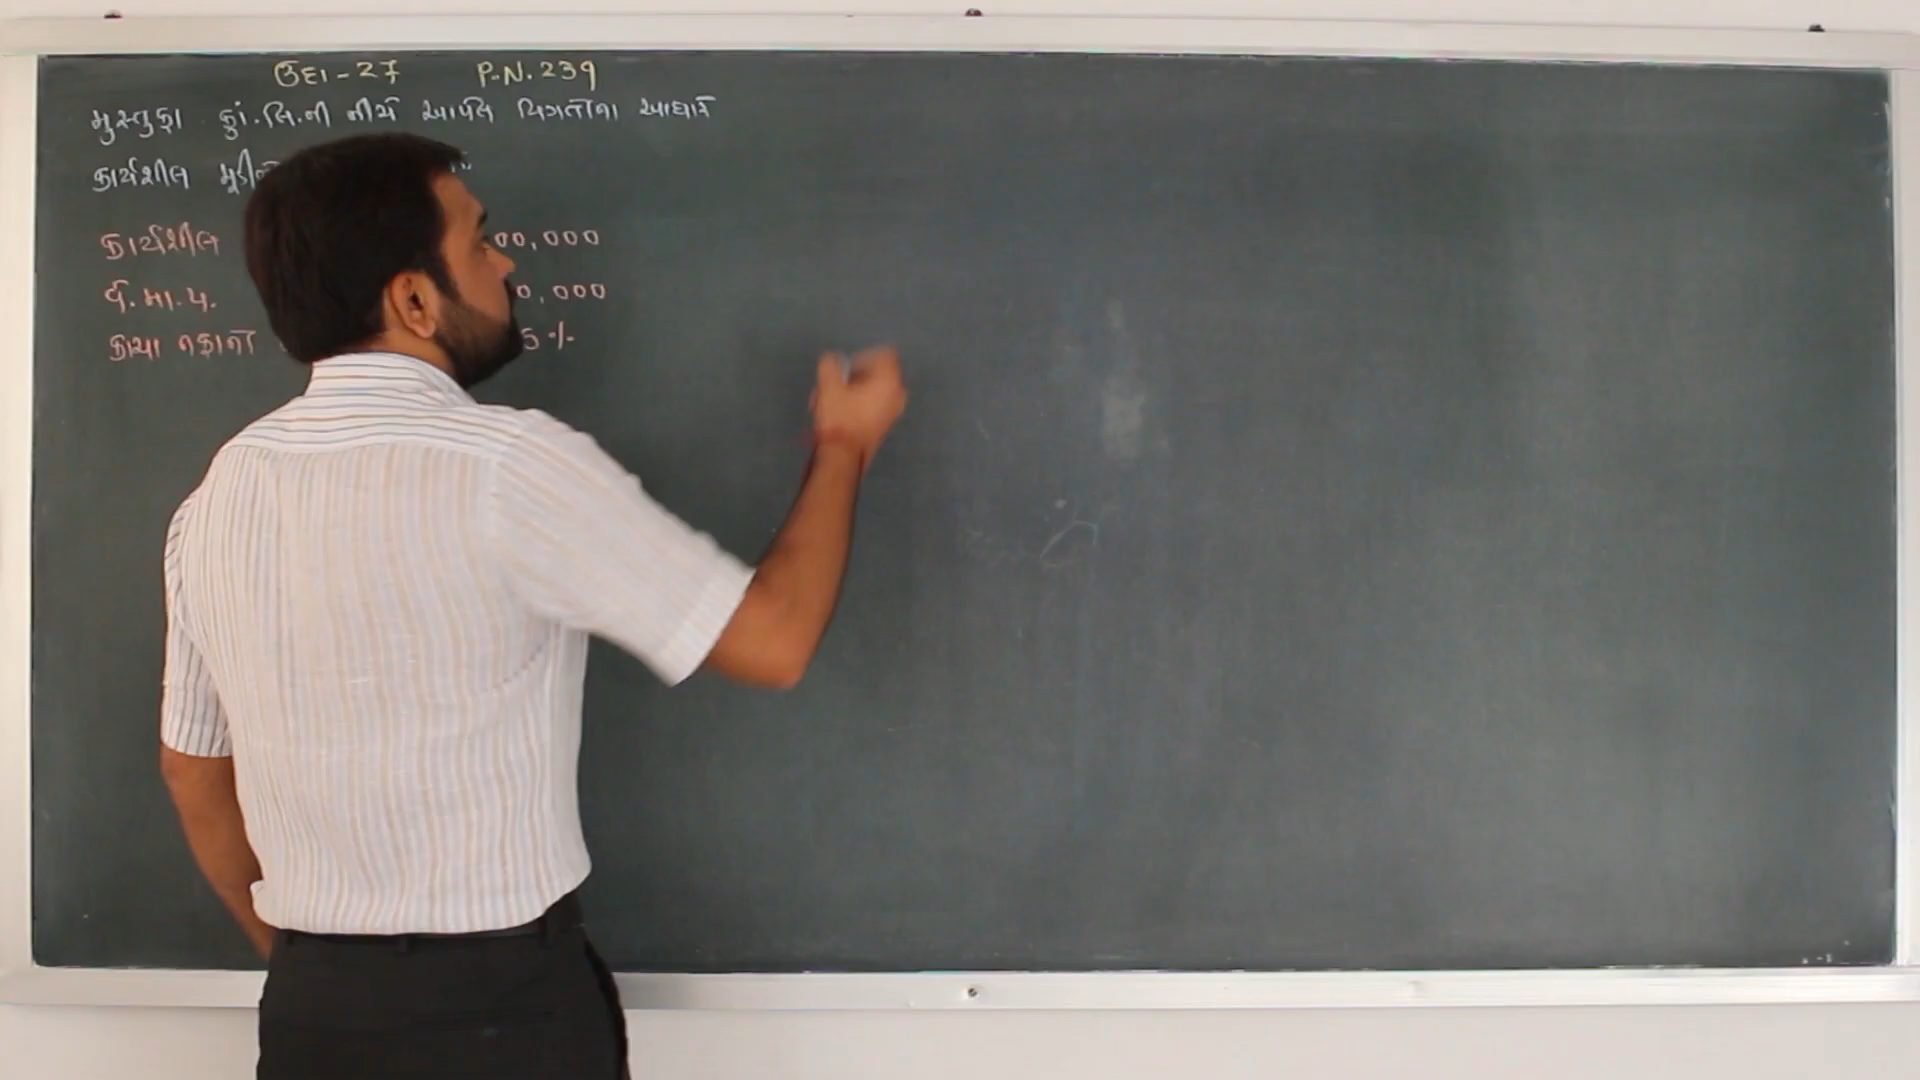 ઉદા-27 P.N.239
મુસ્તુફા કાં.લિ.ની નીચે આપેલ વિગતોના આધારે
કાર્યશીલ
કાર્યશીલ 00,000
વે.મા.પ. 0,000
કાચા નફાનો 5%